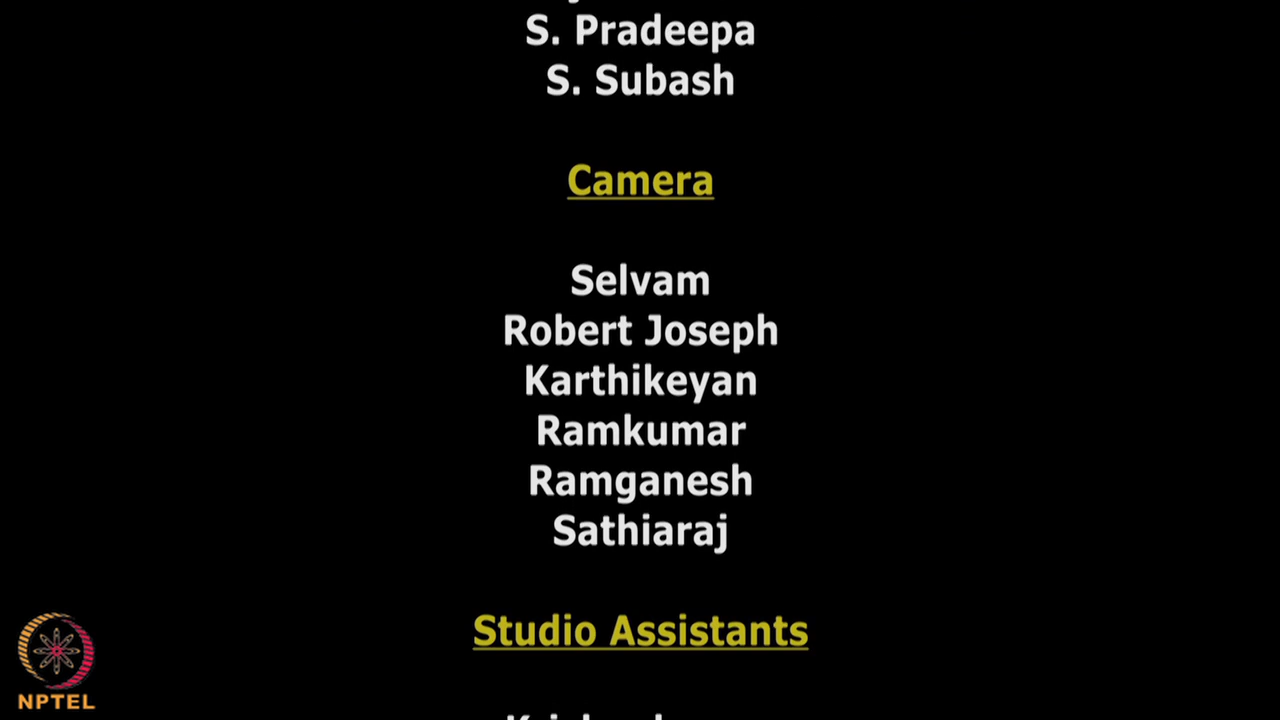 S. Pradeepa
S. Subash
Camera
Selvam
Robert Joseph
Karthikeyan
Ramkumar
Ramganesh
Sathiaraj
Studio Assistants
NPTEL